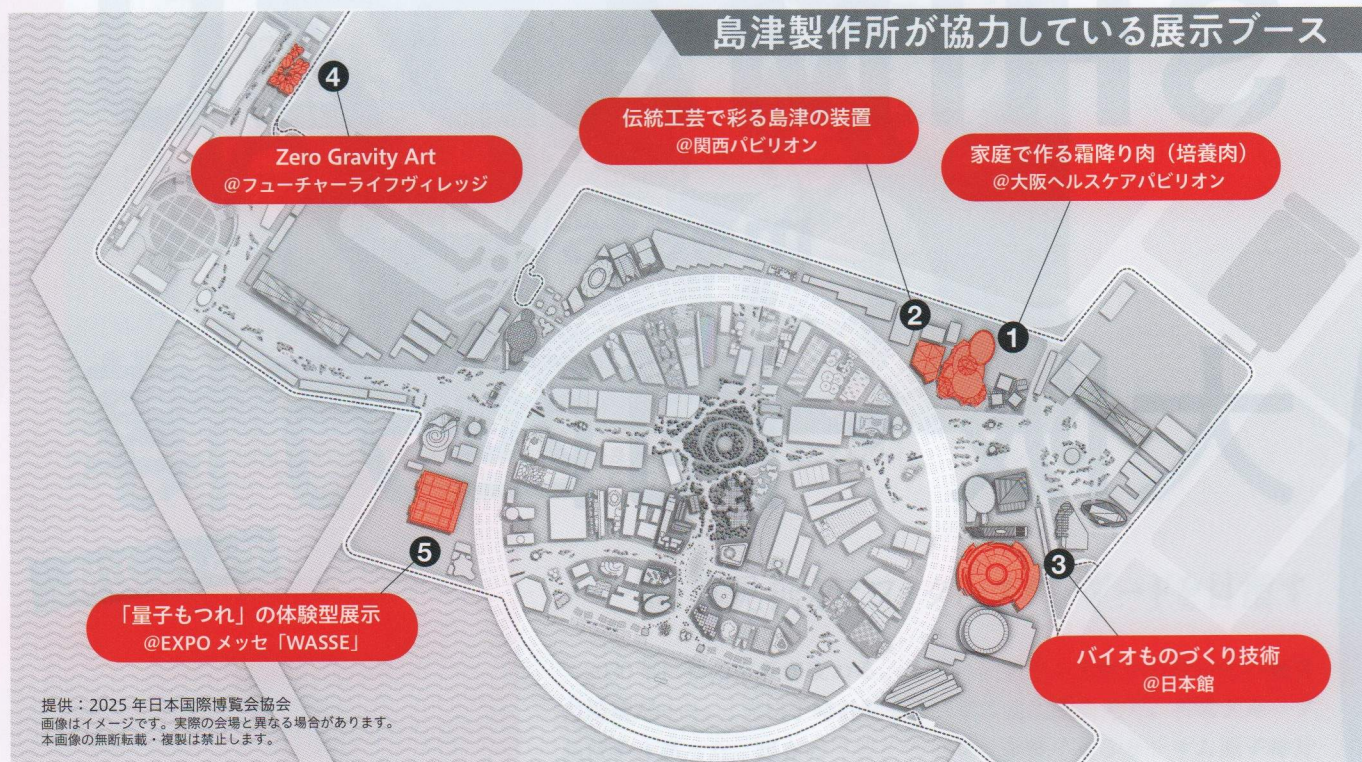 島津製作所が協力している展示ブース
4
Zero Gravity Art
@フューチャーライフヴィレッジ
伝統工芸で彩る島津の装置
@関西パビリオン
家庭で作る霜降り肉（培養肉）
@大阪ヘルスケアパビリオン
2
1
5
3
「量子もつれ」の体験型展示
@EXPO メッセ「WASSE」
バイオものづくり技術
@日本館
提供：2025 年日本国際博覧会協会
画像はイメージです。実際の会場と異なる場合があります。
本画像の無断転載・複製は禁止します。